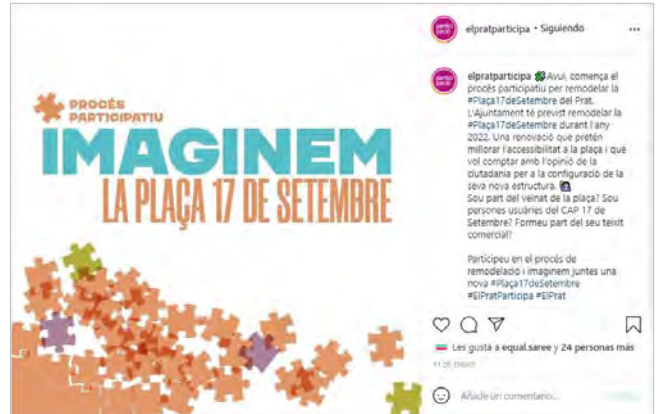 PROCÉS
PARTICIPATIU
IMAGINEM
LA PLAÇA 17 DE SETEMBRE
elpratparticipa • Siguiendo
elpratparticipa Avui, comença el
procés participatiu per remodelar la
#Plaça17deSetembre del Prat.
L'Ajuntament té previst remodelar la
#Plaça17deSetembre durant l'any
2022. Una renovació que pretén
millorar l'accessibilitat a la plaça i que
vol comptar amb l'opinió de la
ciutadania per a la configuració de la
seva nova estructura.
Sou part del veïnat de la plaça? Sou
persones usuàries del CAP 17 de
Setembre? Formeu part del seu teixit
comercial?
Participeu en el procés de
remodelació i imaginem juntes una
nova #Plaça17deSetembre
#ElPratParticipa #ElPrat
Les gusta a equal.saree y 24 personas más
Añade un comentario...